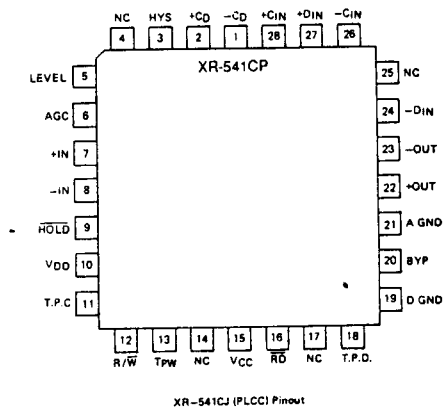 NC HYS +CD −CD +CIN +DIN −CIN
4 3 2 1 28 27 26
XR-541CP
LEVEL 5
25 NC
AGC 6
24 −DIN
+IN 7
23 −OUT
−IN 8
22 +OUT
HOLD 9
21 A GND
VDD 10
20 BYP
T.P.C 11
19 D GND
12 13 14 15 16 17 18
R/W TPW NC VCC RD NC T.P.D.
XR-541CJ (PLCC) Pinout